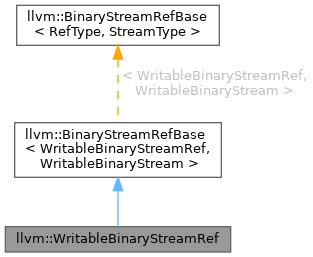 llvm::BinaryStreamRefBase
< RefType, StreamType >
< WritableBinaryStreamRef,
WritableBinaryStream >
llvm::BinaryStreamRefBase
< WritableBinaryStreamRef,
WritableBinaryStream >
llvm::WritableBinaryStreamRef